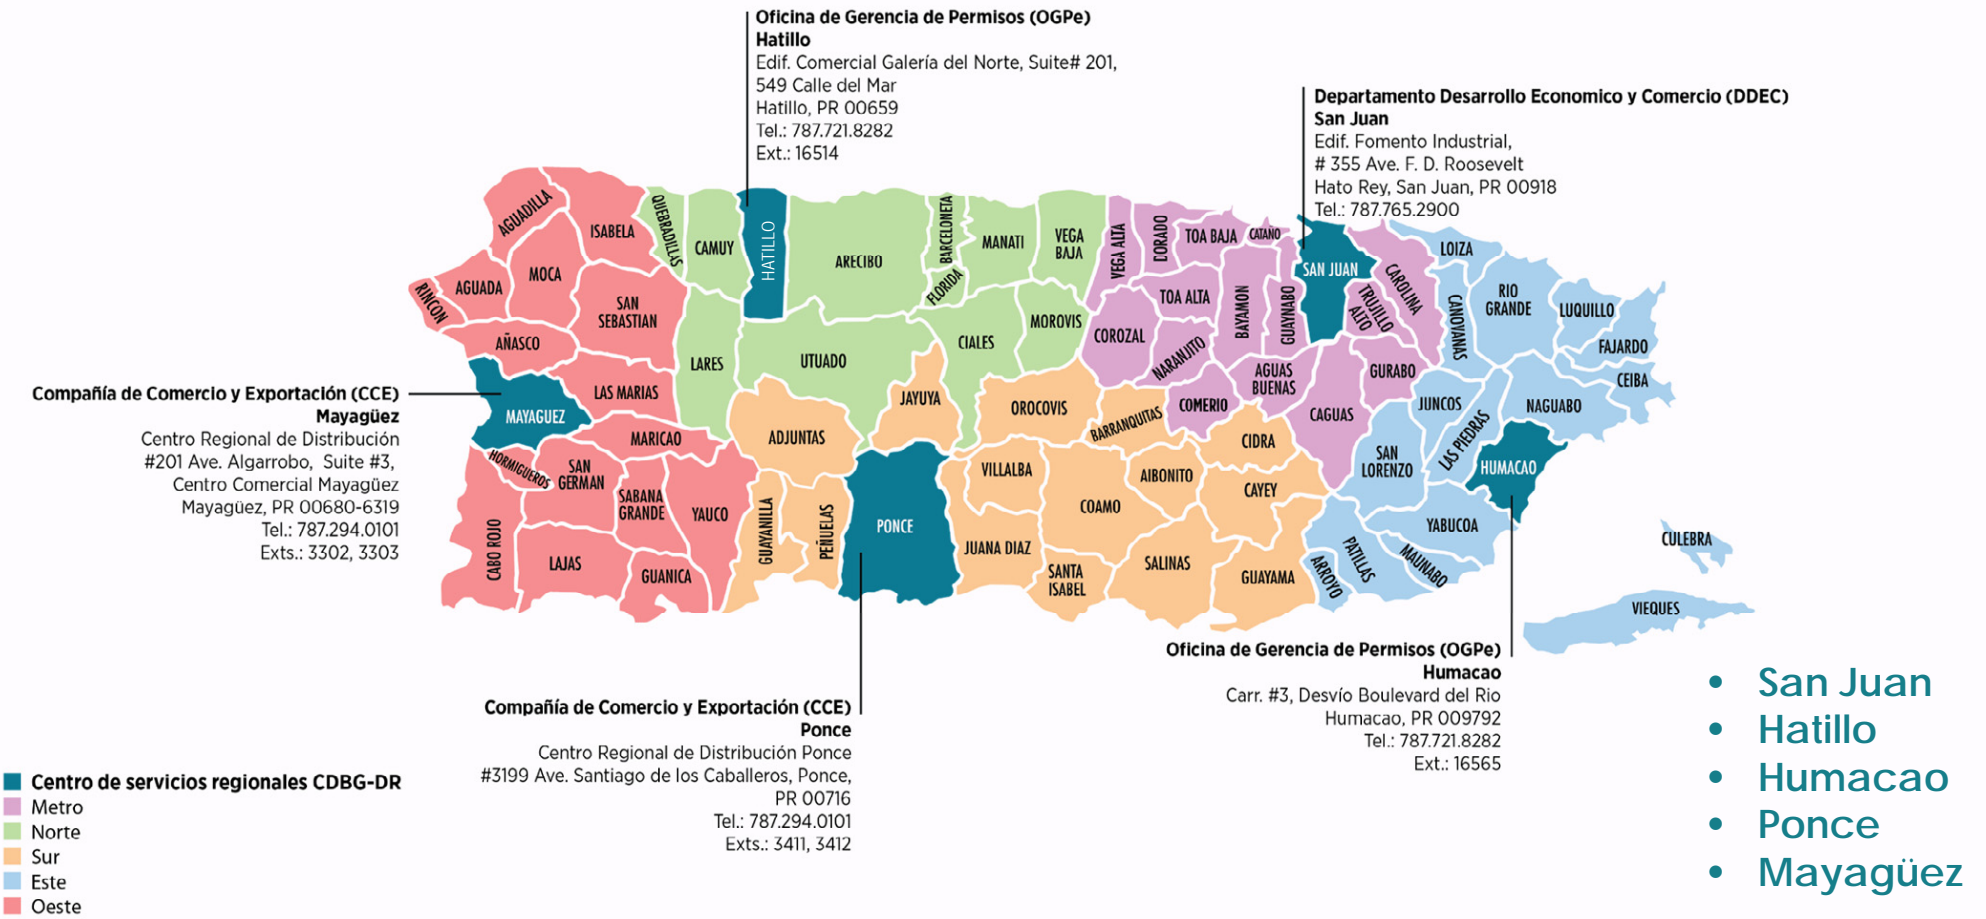 Oficina de Gerencia de Permisos (OGPe)
Hatillo
Edif. Comercial Galería del Norte, Suite# 201,
549 Calle del Mar
Hatillo, PR 00659
Tel.: 787.721.8282
Ext.: 16514
Departamento Desarrollo Economico y Comercio (DDEC)
San Juan
Edif. Fomento Industrial,
# 355 Ave. F. D. Roosevelt
Hato Rey, San Juan, PR 00918
Tel.: 787.765.2900
AGUADILLA
ISABELA
QUEBRADILLAS
CAMUY
HATILLO
ARECIBO
BARCELONETA
FLORIDA
MANATI
VEGA
BAJA
VEGA ALTA
DORADO
TOA BAJA
CATAÑO
SAN JUAN
CAROLINA
LOIZA
RINCON
AGUADA
MOCA
SAN
SEBASTIAN
TOA ALTA
BAYAMON
GUAYNABO
TRUJILLO
ALTO
CANOVANAS
RIO
GRANDE
LUQUILLO
FAJARDO
CEIBA
AÑASCO
LARES
UTUADO
CIALES
MOROVIS
COROZAL
NARANJITO
AGUAS
BUENAS
GURABO
LAS MARIAS
JAYUYA
OROCOVIS
BARRANQUITAS
COMERIO
CAGUAS
JUNCOS
LAS PIEDRAS
NAGUABO
MAYAGUEZ
MARICAO
ADJUNTAS
CIDRA
SAN
LORENZO
HUMACAO
HORMIGUEROS
SAN
GERMAN
SABANA
GRANDE
YAUCO
GUAYANILLA
PEÑUELAS
PONCE
VILLALBA
COAMO
AIBONITO
CAYEY
YABUCOA
CABO ROJO
LAJAS
GUANICA
JUANA DIAZ
SANTA
ISABEL
SALINAS
GUAYAMA
ARROYO
PATILLAS
MAUNABO
CULEBRA
VIEQUES
Compañía de Comercio y Exportación (CCE)
Mayagüez
Centro Regional de Distribución
#201 Ave. Algarrobo, Suite #3,
Centro Comercial Mayagüez
Mayagüez, PR 00680-6319
Tel.: 787.294.0101
Exts.: 3302, 3303
Compañía de Comercio y Exportación (CCE)
Ponce
Centro Regional de Distribución Ponce
#3199 Ave. Santiago de los Caballeros, Ponce,
PR 00716
Tel.: 787.294.0101
Exts.: 3411, 3412
Oficina de Gerencia de Permisos (OGPe)
Humacao
Carr. #3, Desvío Boulevard del Rio
Humacao, PR 009792
Tel.: 787.721.8282
Ext.: 16565
Centro de servicios regionales CDBG-DR
Metro
Norte
Sur
Este
Oeste
• San Juan
• Hatillo
• Humacao
• Ponce
• Mayagüez